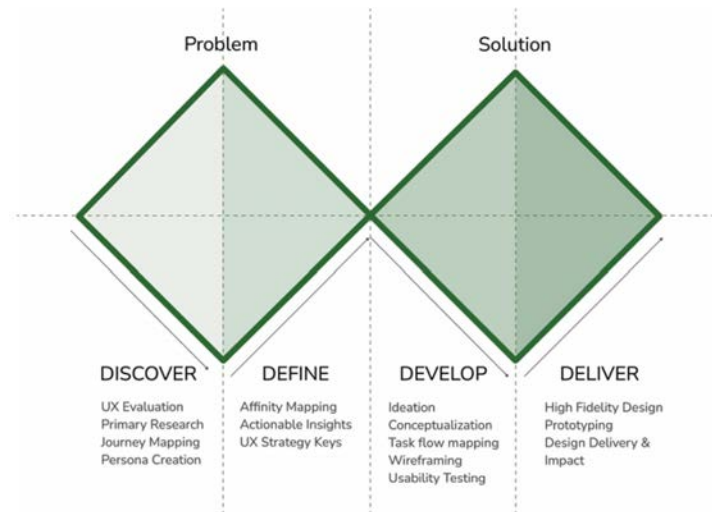 Problem
Solution
DISCOVER
UX Evaluation
Primary Research
Journey Mapping
Persona Creation
DEFINE
Affinity Mapping
Actionable Insights
UX Strategy Keys
DEVELOP
Ideation
Conceptualization
Task flow mapping
Wireframing
Usability Testing
DELIVER
High Fidelity Design
Prototyping
Design Delivery &
Impact